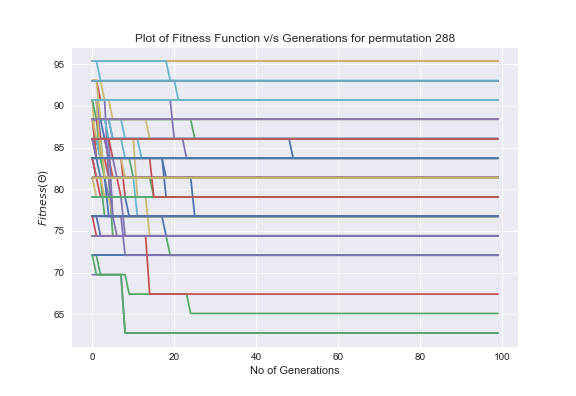 Plot of Fitness Function v/s Generations for permutation 288
95
90
85
80
75
70
65
Fitness(Θ)
0 20 40 60 80 100
No of Generations